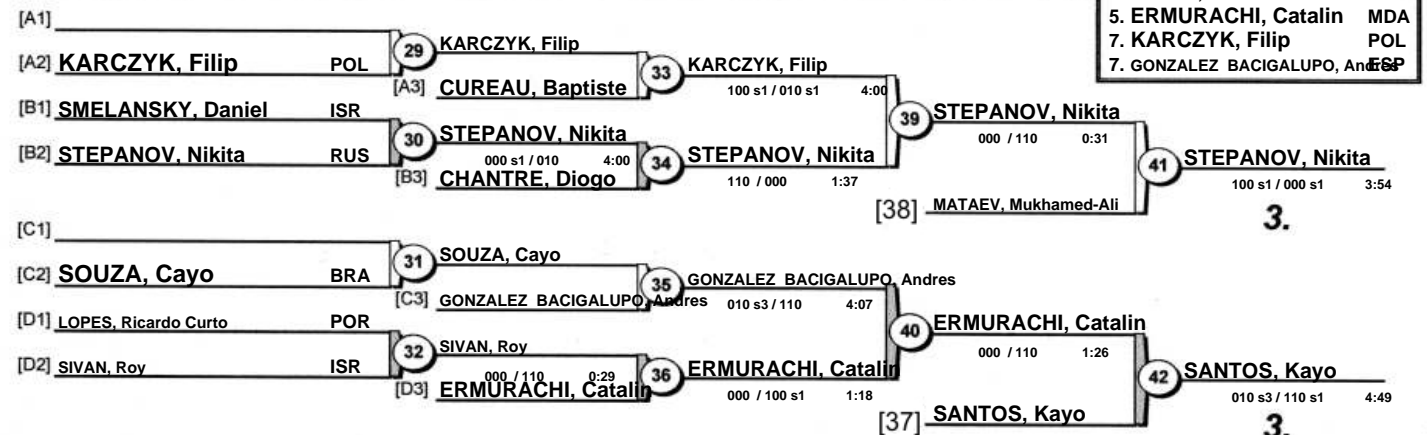 5. ERMURACHI, Catalin MDA
7. KARCZYK, Filip POL
7. GONZALEZ BACIGALUPO, Andres ESP
[A1]
[A2] KARCZYK, Filip POL
29
KARCZYK, Filip
[A3] CUREAU, Baptiste
33
KARCZYK, Filip
100 s1 / 010 s1 4:00
[B1] SMELANSKY, Daniel ISR
[B2] STEPANOV, Nikita RUS
30
STEPANOV, Nikita
000 s1 / 010 4:00
[B3] CHANTRE, Diogo
34
STEPANOV, Nikita
110 / 000 1:37
39
STEPANOV, Nikita
000 / 110 0:31
[38] MATAEV, Mukhamed-Ali
41
STEPANOV, Nikita
100 s1 / 000 s1 3:54
3.
[C1]
[C2] SOUZA, Cayo BRA
31
SOUZA, Cayo
[C3] GONZALEZ BACIGALUPO, Andres
35
GONZALEZ BACIGALUPO, Andres
010 s3 / 110 4:07
[D1] LOPES, Ricardo Curto POR
[D2] SIVAN, Roy ISR
32
SIVAN, Roy
000 / 110 0:29
[D3] ERMURACHI, Catalin
36
ERMURACHI, Catalin
000 / 100 s1 1:18
40
ERMURACHI, Catalin
000 / 110 1:26
[37] SANTOS, Kayo
42
SANTOS, Kayo
010 s3 / 110 s1 4:49
3.